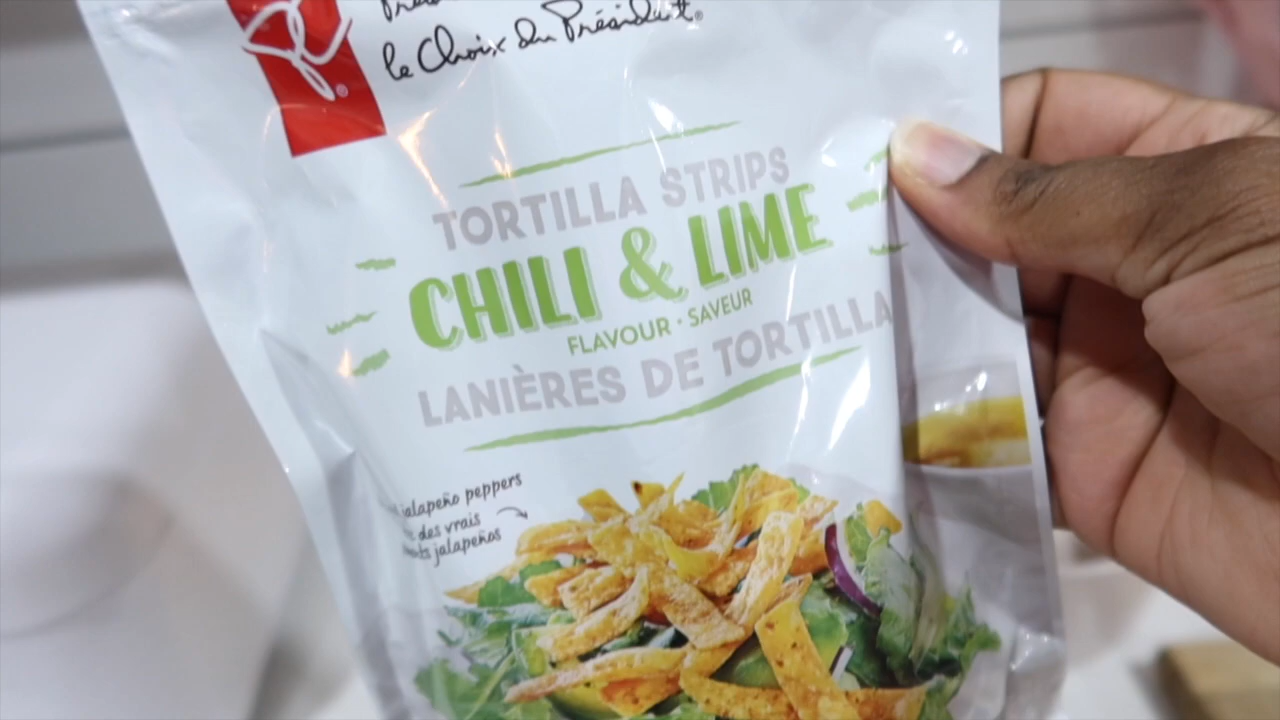 le Choix du Président®
TORTILLA STRIPS
CHILI & LIME
FLAVOUR • SAVEUR
LANIÈRES DE TORTILLA
jalapeño peppers
des vrais
jalapeños